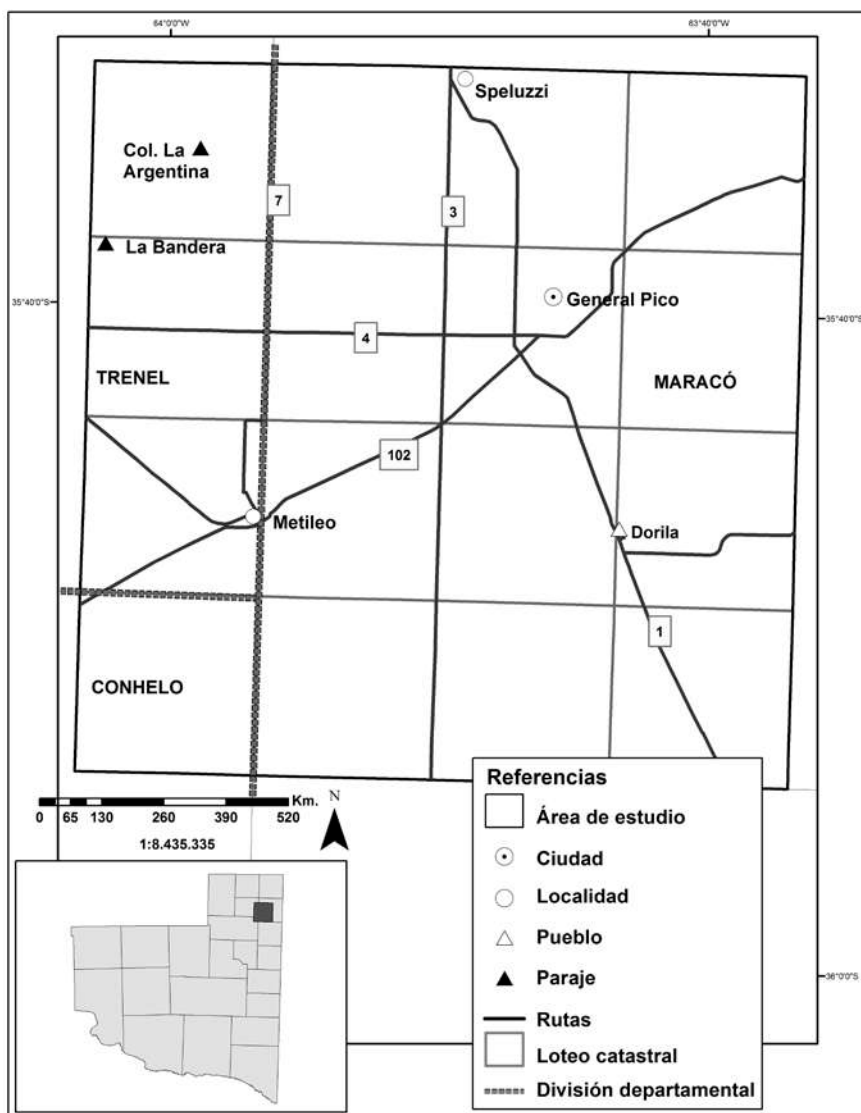 64°0'0"W
63°40'0"W
Speluzzi
Col. La
Argentina
7
3
La Bandera
35°40'0"S
General Pico
35°40'0"S
4
TRENEL
MARACÓ
102
Metileo
Dorila
1
CONHELO
Km.
0 65 130 260 390 520
1:8.435.335
N
Referencias
Área de estudio
Ciudad
Localidad
Pueblo
Paraje
Rutas
Loteo catastral
División departamental
36°0'0"S